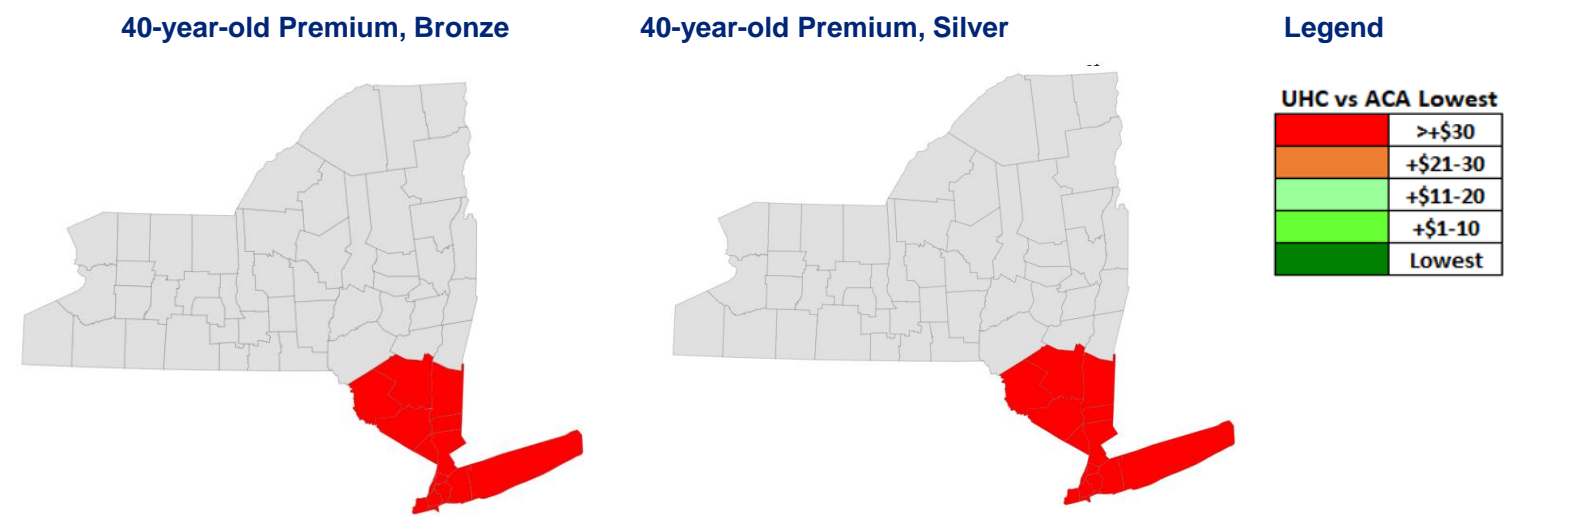 40-year-old Premium, Bronze
40-year-old Premium, Silver
Legend
UHC vs ACA Lowest
>+$30
+$21-30
+$11-20
+$1-10
Lowest